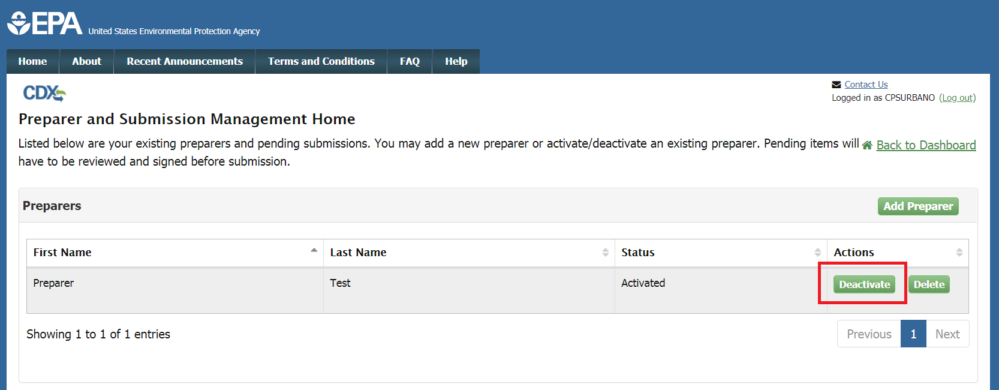 EPA United States Environmental Protection Agency
Home About Recent Announcements Terms and Conditions FAQ Help
CDX
Contact Us
Logged in as CPSURBANO (Log out)
Preparer and Submission Management Home
Listed below are your existing preparers and pending submissions. You may add a new preparer or activate/deactivate an existing preparer. Pending items will
have to be reviewed and signed before submission.
Back to Dashboard
Preparers
Add Preparer
First Name Last Name Status Actions
Preparer Test Activated Deactivate Delete
Showing 1 to 1 of 1 entries
Previous 1 Next